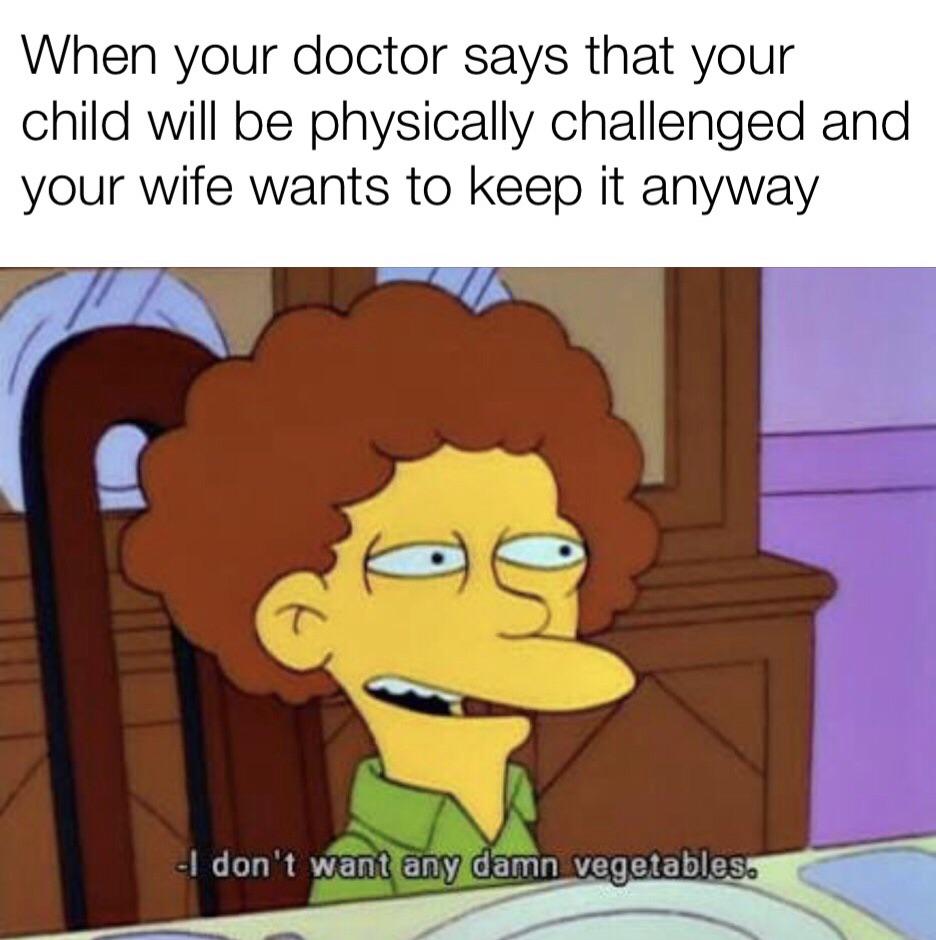 When your doctor says that your
child will be physically challenged and
your wife wants to keep it anyway
-I don't want any damn vegetables.